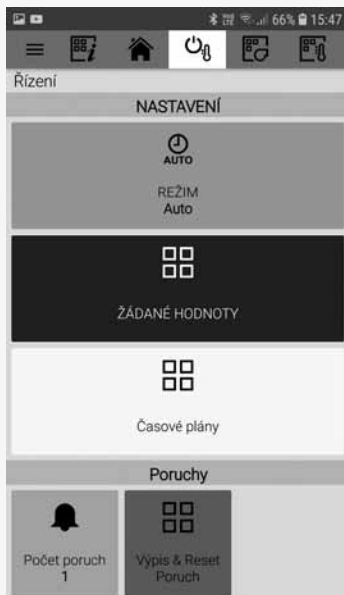 66% 15:47
Řízení
NASTAVENÍ
AUTO
REŽIM
Auto
ŽÁDANÉ HODNOTY
Časové plány
Poruchy
Počet poruch
1
Výpis & Reset
Poruch